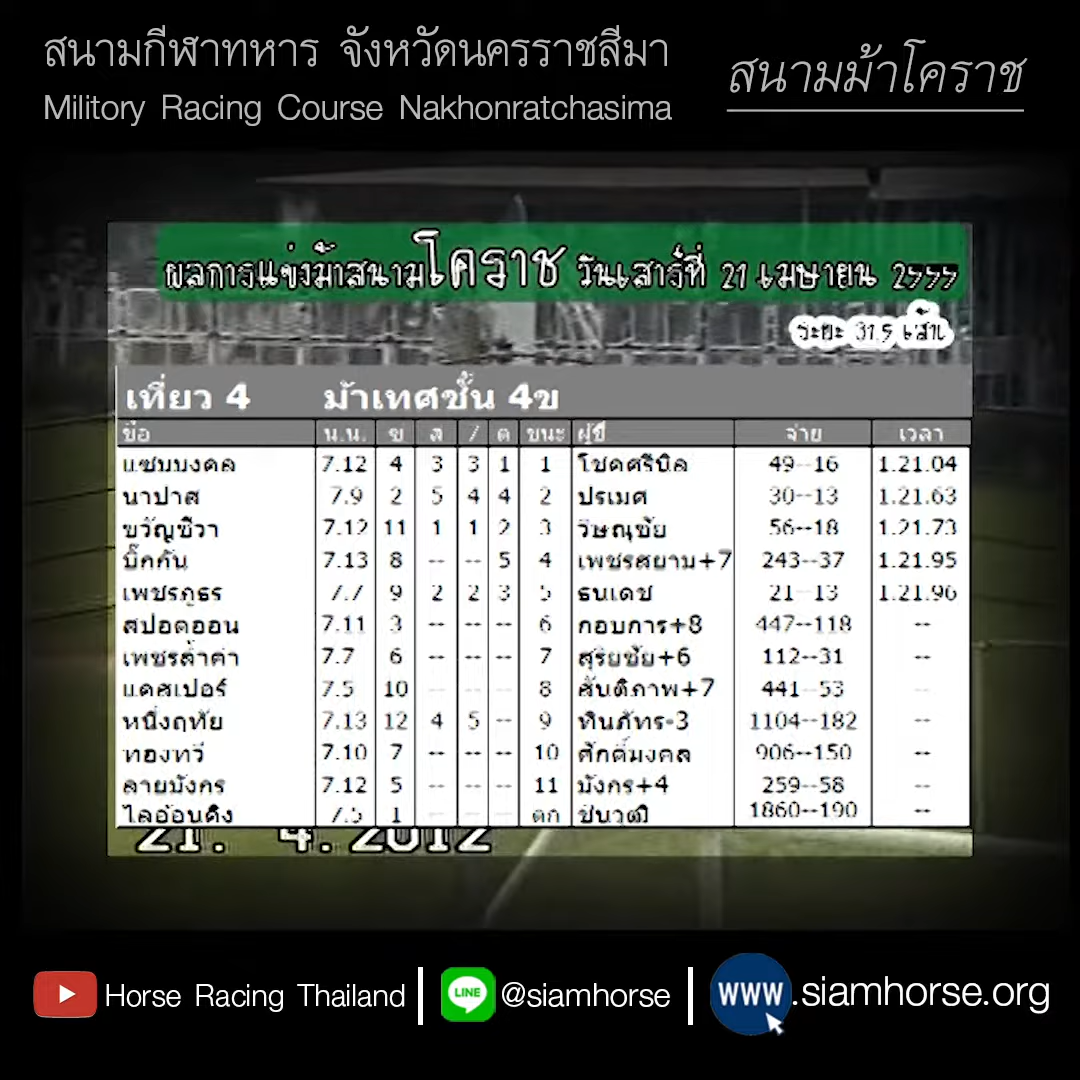 สนามกีฬาทหาร จังหวัดนครราชสีมา
Militory Racing Course Nakhonratchasima
สนามม้าโคราช
ผลการแข่งม้าสนามโคราช วันเสาร์ที่ 21 เมษายน 2555
ระยะ 31.5 เส้น
เที่ยว 4 ม้าเทศชั้น 4ข
ชื่อ น.น. ข ส / ต ชนะ ผู้ขี่ จ่าย เวลา
แชมมงคล 7.12 4 3 3 1 1 โชคศรีนิล 49--16 1.21.04
นาปาส 7.9 2 5 4 4 2 ปรเมศ 30--13 1.21.63
ขวัญชีวา 7.12 11 1 1 2 3 วิษณุชัย 56--18 1.21.73
บิ๊กกัน 7.13 8 -- -- 5 4 เพชรสยาม+7 243--37 1.21.95
เพชรภูธร 7.7 9 2 2 3 5 ธนเดช 21--13 1.21.96
สปอตออน 7.11 3 -- -- -- 6 กอบการ+8 447--118 --
เพชรล้ำค่า 7.7 6 -- -- -- 7 สุริยชัย+6 112--31 --
แคสเปอร์ 7.5 10 -- -- -- 8 สันติภาพ+7 441--53 --
หนึ่งฤทัย 7.13 12 4 5 -- 9 ทินภัทร-3 1104--182 --
ทองทวี 7.10 7 -- -- -- 10 ศักดิ์มงคล 906--150 --
ลายมังกร 7.12 5 -- -- -- 11 มังกร+4 259--58 --
ไลอ้อนคิง 7.5 1 -- -- -- ตก ชินวุฒิ 1860--190 --
21. 4.2012
Horse Racing Thailand
LINE @siamhorse
www.siamhorse.org